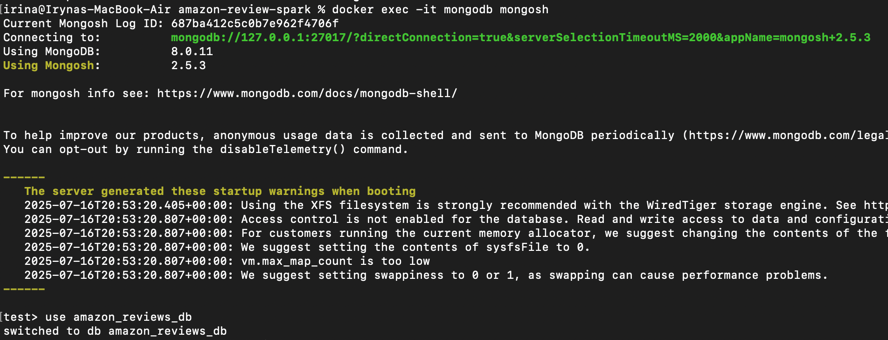 [irina@Irynas-MacBook-Air amazon-review-spark % docker exec -it mongodb mongosh
Current Mongosh Log ID: 687ba412c5c0b7e962f4706f
Connecting to: mongodb://127.0.0.1:27017/?directConnection=true&serverSelectionTimeoutMS=2000&appName=mongosh+2.5.3
Using MongoDB: 8.0.11
Using Mongosh: 2.5.3
For mongosh info see: https://www.mongodb.com/docs/mongodb-shell/
To help improve our products, anonymous usage data is collected and sent to MongoDB periodically (https://www.mongodb.com/legal
You can opt-out by running the disableTelemetry() command.
------
The server generated these startup warnings when booting
2025-07-16T20:53:20.405+00:00: Using the XFS filesystem is strongly recommended with the WiredTiger storage engine. See http
2025-07-16T20:53:20.807+00:00: Access control is not enabled for the database. Read and write access to data and configurati
2025-07-16T20:53:20.807+00:00: For customers running the current memory allocator, we suggest changing the contents of the f
2025-07-16T20:53:20.807+00:00: We suggest setting the contents of sysfsFile to 0.
2025-07-16T20:53:20.807+00:00: vm.max_map_count is too low
2025-07-16T20:53:20.807+00:00: We suggest setting swappiness to 0 or 1, as swapping can cause performance problems.
------
[test> use amazon_reviews_db
switched to db amazon_reviews_db